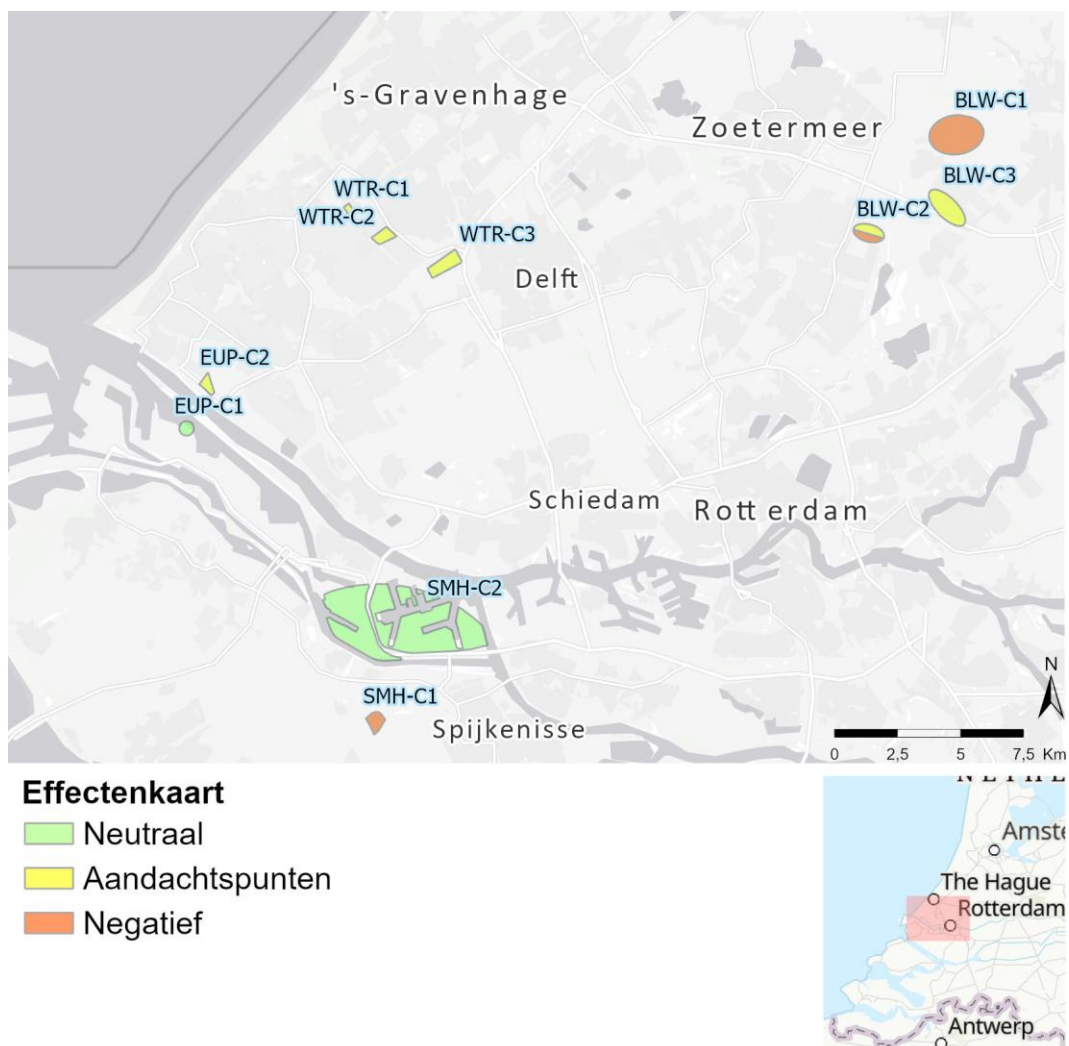 's-Gravenhage
Zoetermeer
BLW-C1
BLW-C3
BLW-C2
WTR-C1
WTR-C2
WTR-C3
Delft
EUP-C2
EUP-C1
Schiedam
Rotterdam
SMH-C2
SMH-C1
Spijkenisse
N
0 2,5 5 7,5 Km
Effectenkaart
Neutraal
Aandachtspunten
Negatief
Amste
The Hague
Rotterdam
Antwerp